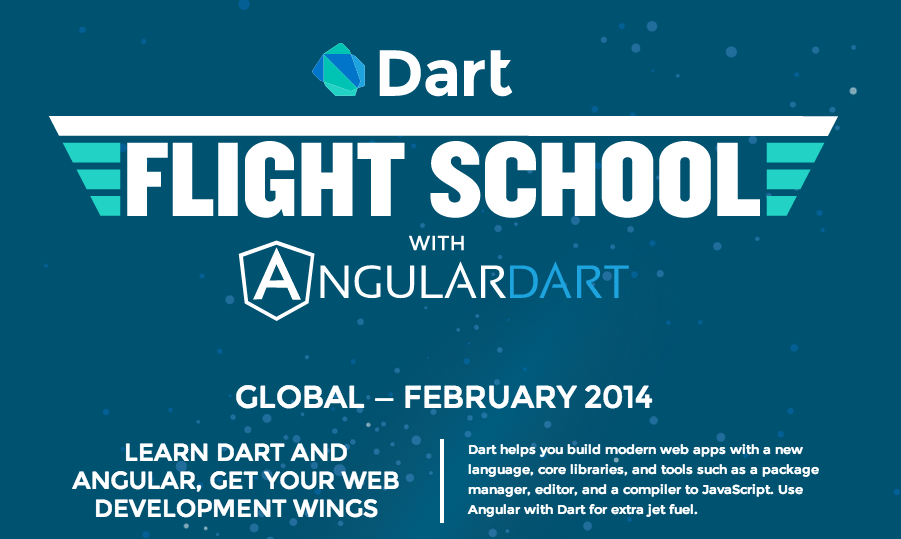 Dart
FLIGHT SCHOOL
WITH
ANGULARDART
GLOBAL – FEBRUARY 2014
LEARN DART AND
ANGULAR, GET YOUR WEB
DEVELOPMENT WINGS
Dart helps you build modern web apps with a new
language, core libraries, and tools such as a package
manager, editor, and a compiler to JavaScript. Use
Angular with Dart for extra jet fuel.